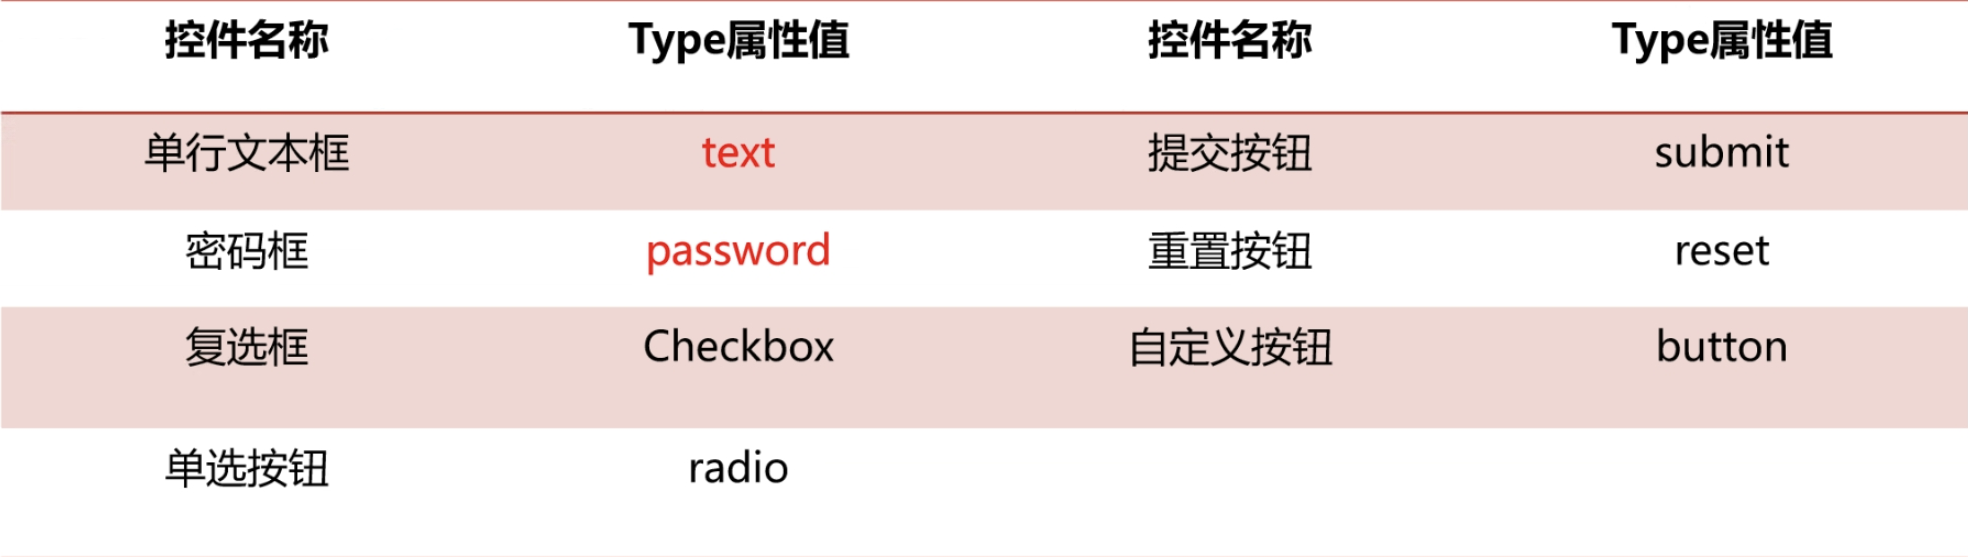 控件名称 Type属性值 控件名称 Type属性值
单行文本框 text 提交按钮 submit
密码框 password 重置按钮 reset
复选框 Checkbox 自定义按钮 button
单选按钮 radio